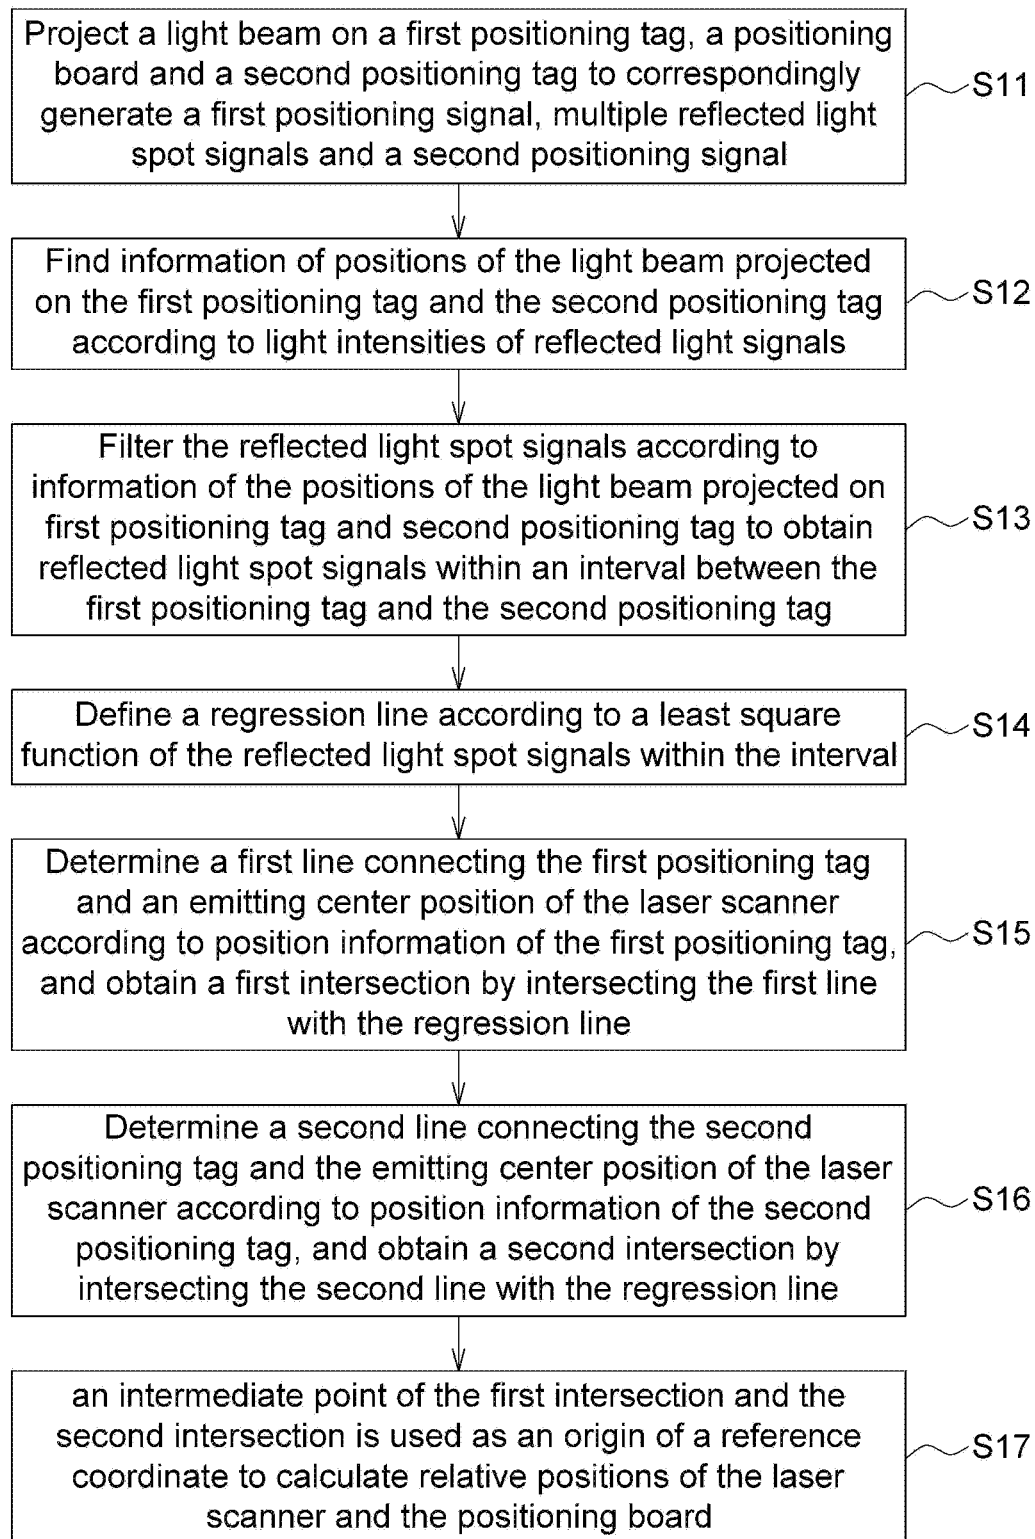 Project a light beam on a first positioning tag, a positioning
board and a second positioning tag to correspondingly
generate a first positioning signal, multiple reflected light
spot signals and a second positioning signal
S11
Find information of positions of the light beam projected
on the first positioning tag and the second positioning tag
according to light intensities of reflected light signals
S12
Filter the reflected light spot signals according to
information of the positions of the light beam projected on
first positioning tag and second positioning tag to obtain
reflected light spot signals within an interval between the
first positioning tag and the second positioning tag
S13
Define a regression line according to a least square
function of the reflected light spot signals within the interval
S14
Determine a first line connecting the first positioning tag
and an emitting center position of the laser scanner
according to position information of the first positioning tag,
and obtain a first intersection by intersecting the first line
with the regression line
S15
Determine a second line connecting the second
positioning tag and the emitting center position of the laser
scanner according to position information of the second
positioning tag, and obtain a second intersection by
intersecting the second line with the regression line
S16
an intermediate point of the first intersection and the
second intersection is used as an origin of a reference
coordinate to calculate relative positions of the laser
scanner and the positioning board
S17